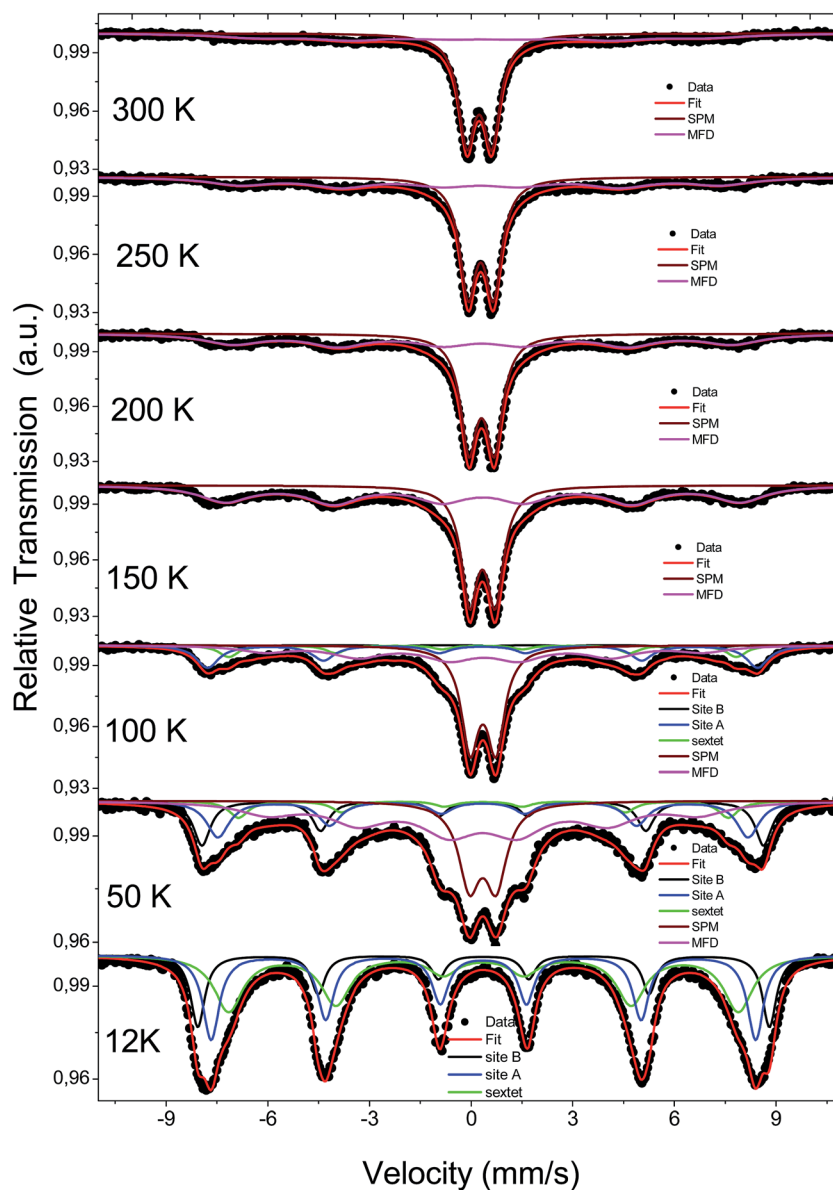 Relative Transmission (a.u.)
0,99
0,96
0,93
300 K
Data
Fit
SPM
MFD
0,99
0,96
0,93
250 K
Data
Fit
SPM
MFD
0,99
0,96
0,93
200 K
Data
Fit
SPM
MFD
0,99
0,96
0,93
150 K
Data
Fit
SPM
MFD
0,99
0,96
0,93
100 K
Data
Fit
Site B
Site A
sextet
SPM
MFD
0,99
0,96
50 K
Data
Fit
Site B
Site A
sextet
SPM
MFD
0,99
0,96
12K
Data
Fit
site B
site A
sextet
-9 -6 -3 0 3 6 9
Velocity (mm/s)